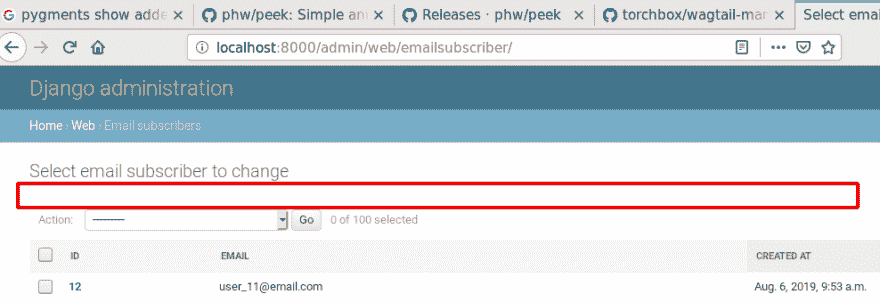 pygments show adde
phw/peek: Simple an
Releases · phw/peek
torchbox/wagtail-mar
Select emai
localhost:8000/admin/web/emailsubscriber/
Django administration
Home › Web › Email subscribers
Select email subscriber to change
Action: --------- Go 0 of 100 selected
ID EMAIL CREATED AT
12 user_11@email.com Aug. 6, 2019, 9:53 a.m.